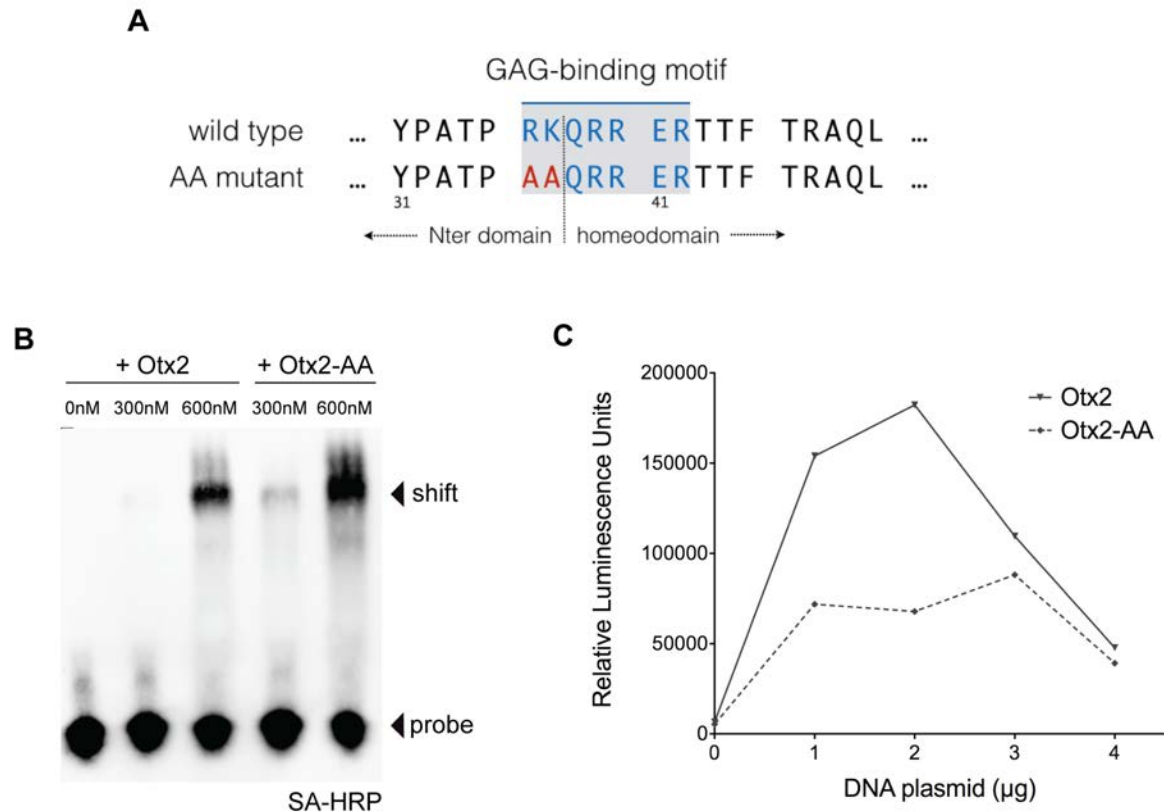 A
GAG-binding motif
wild type ... YPATP RKQRR ERTTF TRAQL ...
AA mutant ... YPATP AAQRR ERTTF TRAQL ...
31 41
Nter domain homeodomain
B
+ Otx2 + Otx2-AA
0nM 300nM 600nM 300nM 600nM
shift
probe
SA-HRP
C
Relative Luminescence Units
200000
150000
100000
50000
0
0 1 2 3 4
DNA plasmid (µg)
Otx2
Otx2-AA